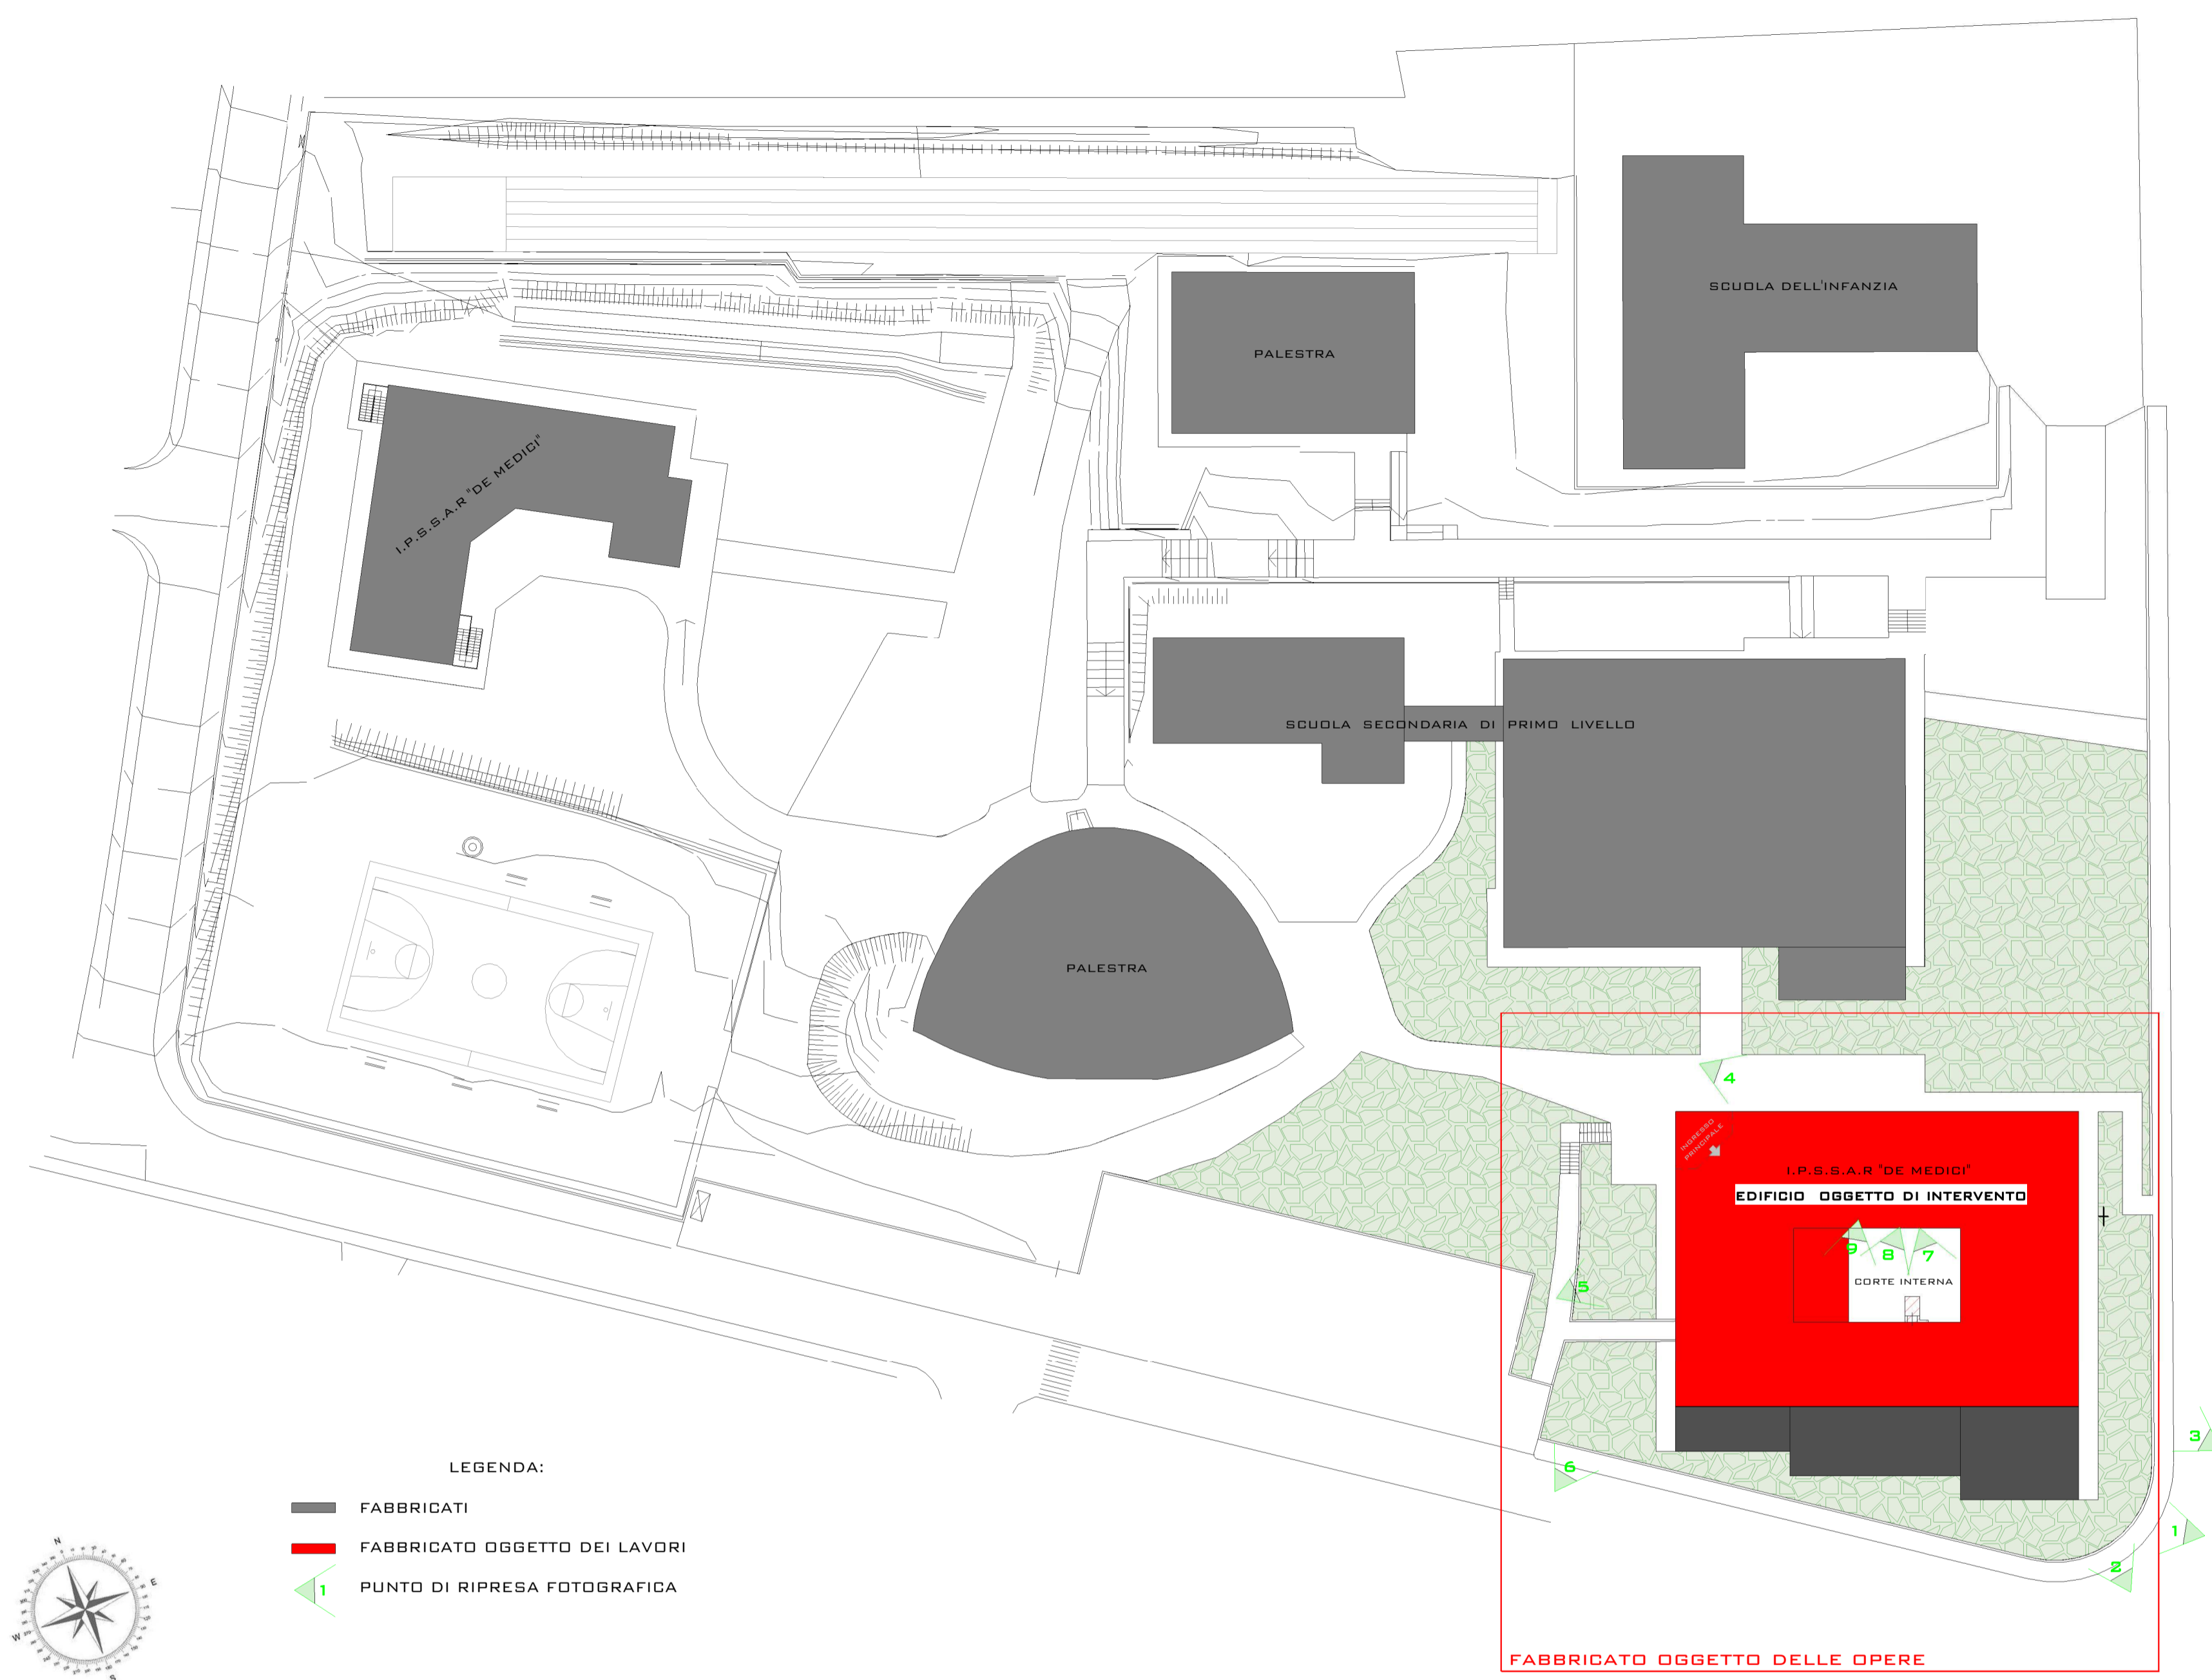 SCUOLA DELL'INFANZIA
PALESTRA
I.P.S.S.A.R "DE MEDICI"
SCUOLA SECONDARIA DI PRIMO LIVELLO
PALESTRA
4
INGRESSO
PRINCIPALE
I.P.S.S.A.R "DE MEDICI"
EDIFICIO OGGETTO DI INTERVENTO
9
8
7
CORTE INTERNA
5
3
6
1
2
LEGENDA:
FABBRICATI
FABBRICATO OGGETTO DEI LAVORI
1
PUNTO DI RIPRESA FOTOGRAFICA
N
E
W
S
FABBRICATO OGGETTO DELLE OPERE